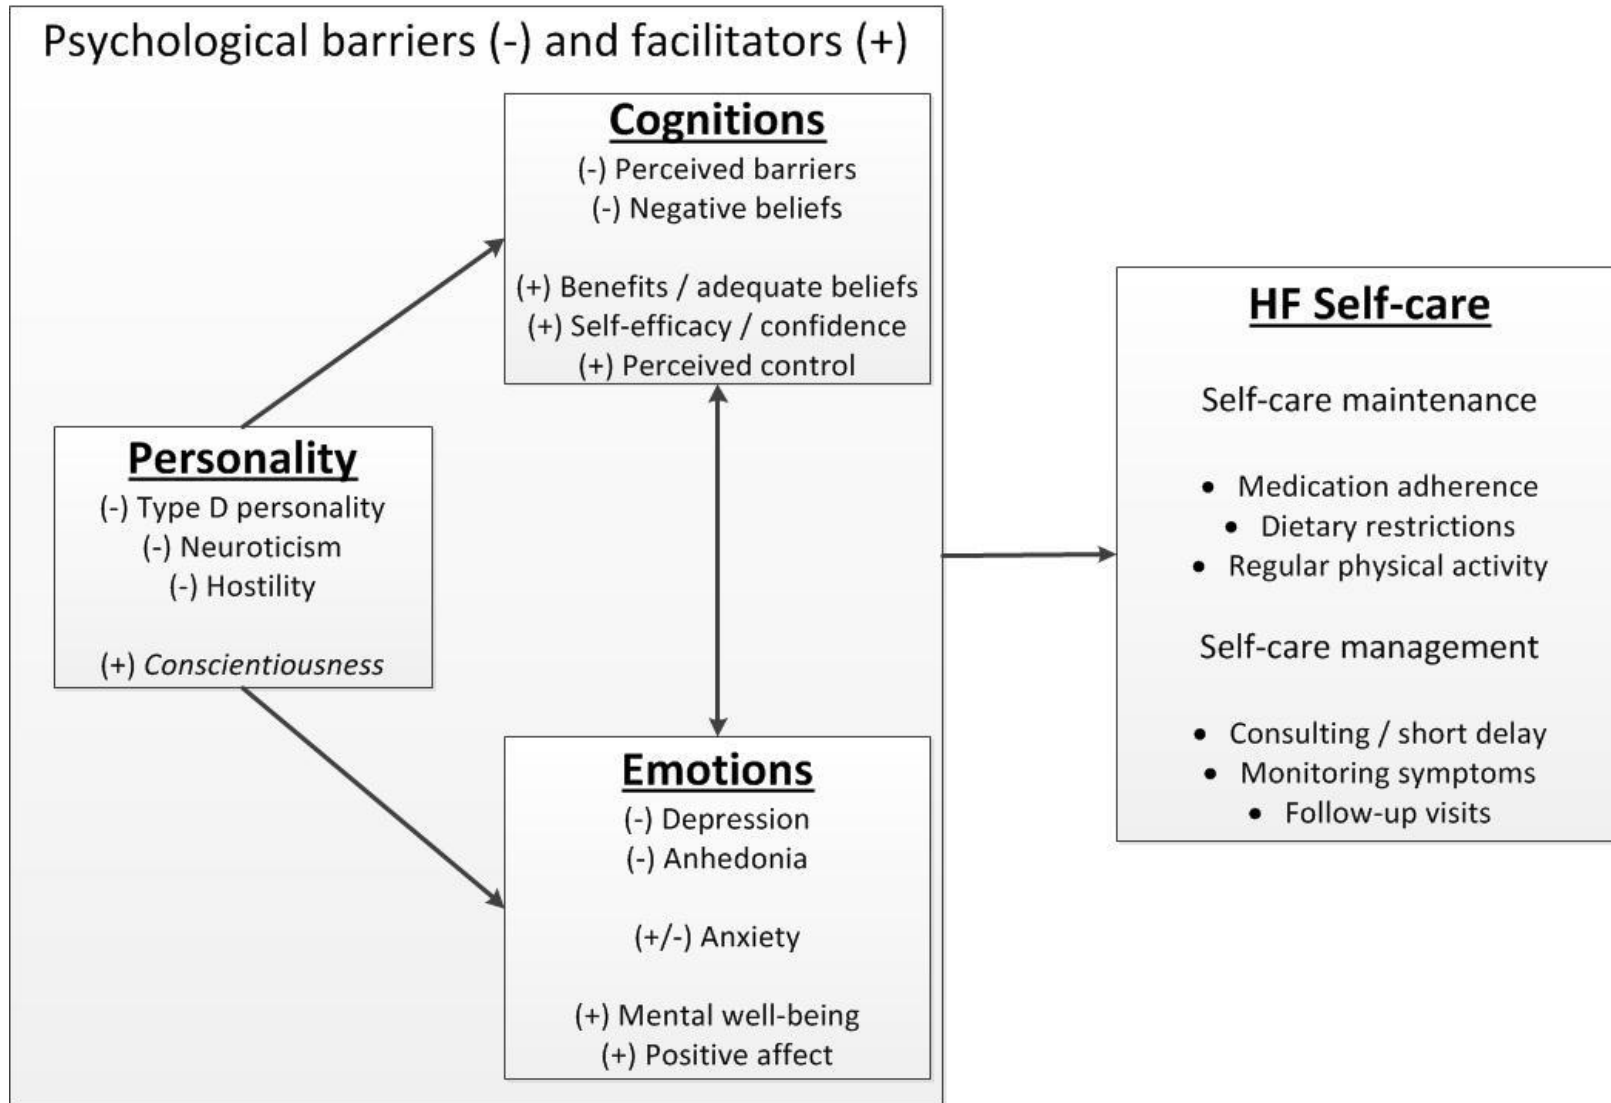 Psychological barriers (-) and facilitators (+)
Cognitions
(-) Perceived barriers
(-) Negative beliefs
(+) Benefits / adequate beliefs
(+) Self-efficacy / confidence
(+) Perceived control
Personality
(-) Type D personality
(-) Neuroticism
(-) Hostility
(+) Conscientiousness
Emotions
(-) Depression
(-) Anhedonia
(+/-) Anxiety
(+) Mental well-being
(+) Positive affect
HF Self-care
Self-care maintenance
• Medication adherence
• Dietary restrictions
• Regular physical activity
Self-care management
• Consulting / short delay
• Monitoring symptoms
• Follow-up visits